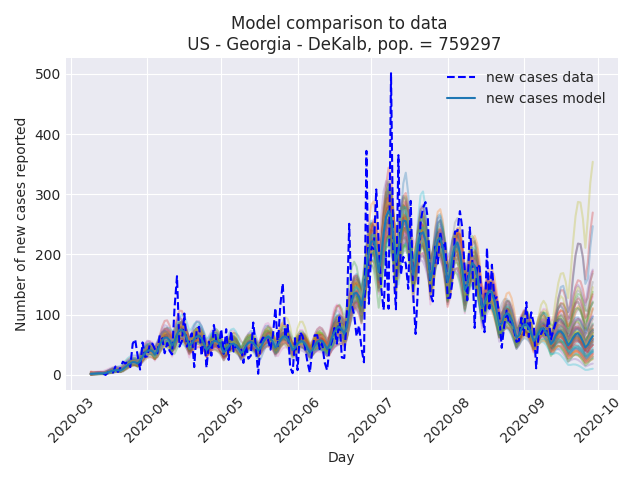 Model comparison to data
US - Georgia - DeKalb, pop. = 759297
new cases data
new cases model
Number of new cases reported
500
400
300
200
100
0
2020-03
2020-04
2020-05
2020-06
2020-07
2020-08
2020-09
2020-10
Day